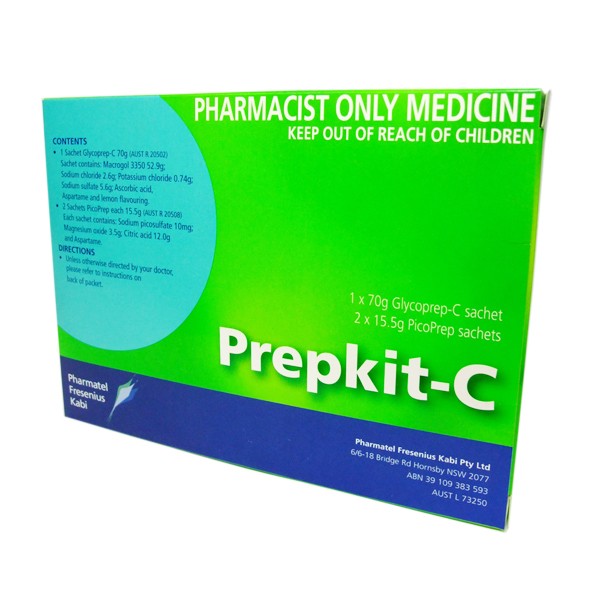 PHARMACIST ONLY MEDICINE
KEEP OUT OF REACH OF CHILDREN
CONTENTS
• 1 Sachet Glycoprep-C 70g (AUST R 20502)
Sachet contains: Macrogol 3350 52.9g;
Sodium chloride 2.6g; Potassium chloride 0.74g;
Sodium sulfate 5.6g; Ascorbic acid,
Aspartame and lemon flavouring.
• 2 Sachets PicoPrep each 15.5g (AUST R 20508)
Each sachet contains: Sodium picosulfate 10mg;
Magnesium oxide 3.5g; Citric acid 12.0g
and Aspartame.
DIRECTIONS
• Unless otherwise directed by your doctor,
please refer to instructions on
back of packet.
1 x 70g Glycoprep-C sachet
2 x 15.5g PicoPrep sachets
Prepkit-C
Pharmatel
Fresenius
Kabi
Pharmatel Fresenius Kabi Pty Ltd
6/6-18 Bridge Rd Hornsby NSW 2077
ABN 39 109 383 593
AUST L 73250